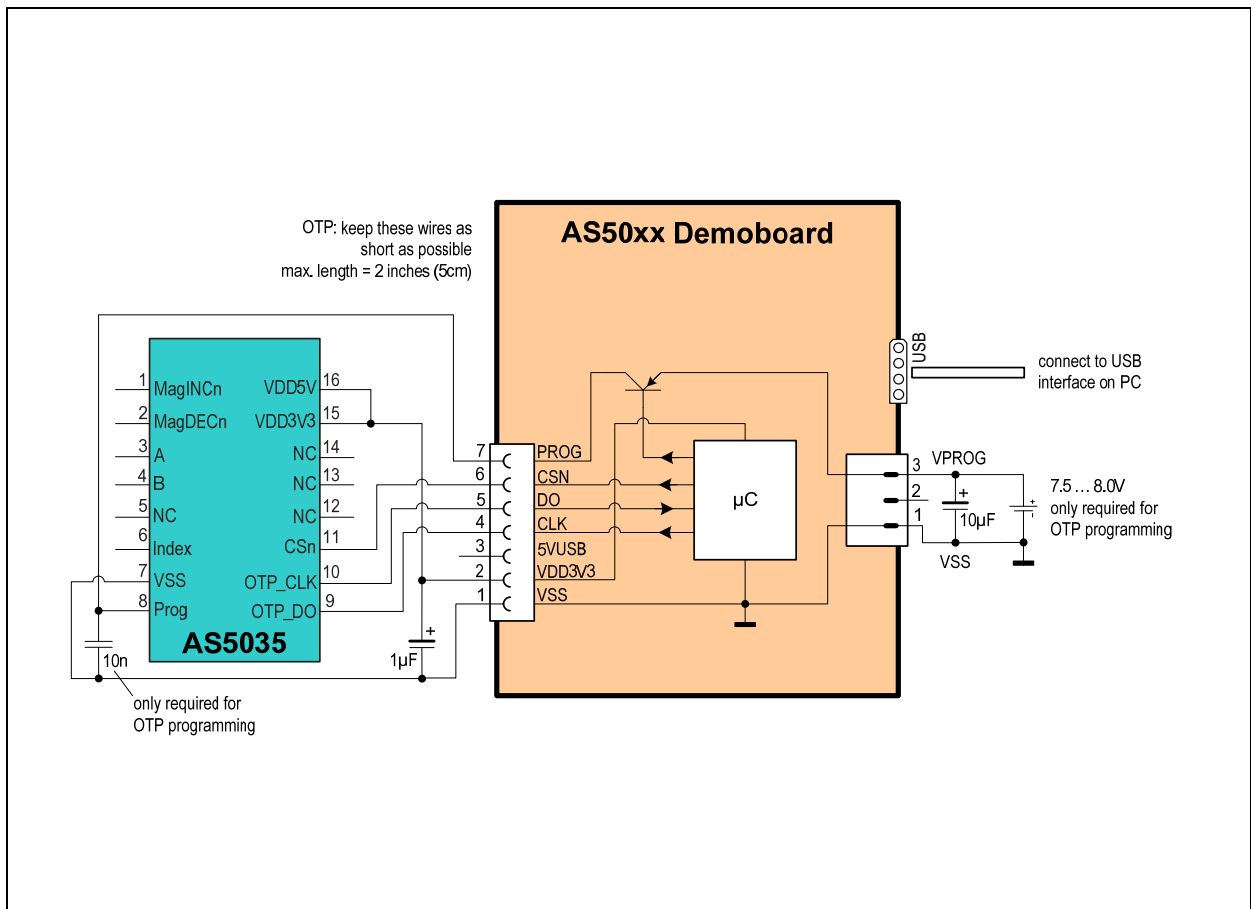 AS50xx Demoboard
OTP: keep these wires as
short as possible
max. length = 2 inches (5cm)
USB
connect to USB
interface on PC
1
MagINCn
2
MagDECn
3
A
4
B
5
NC
6
Index
7
VSS
8
Prog
VDD5V
16
VDD3V3
15
NC
14
NC
13
NC
12
CSn
11
OTP_CLK
10
OTP_DO
9
AS5035
10n
only required for
OTP programming
1µF
+
7
PROG
6
CSN
5
DO
4
CLK
3
5VUSB
2
VDD3V3
1
VSS
µC
3
VPROG
2
1
VSS
+
10µF
+
-
7.5 ... 8.0V
only required for
OTP programming